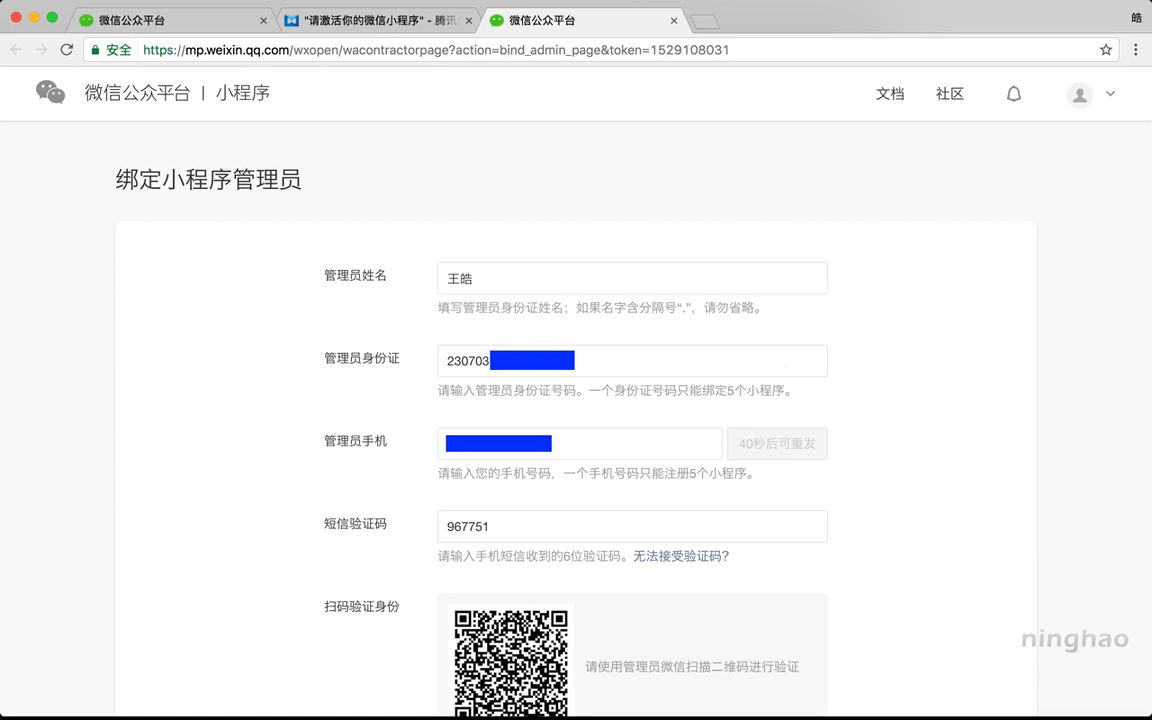 微信公众平台
"请激活你的微信小程序" - 腾讯
微信公众平台
皓
安全 https://mp.weixin.qq.com/wxopen/wacontractorpage?action=bind_admin_page&token=1529108031
微信公众平台 | 小程序
文档 社区
绑定小程序管理员
管理员姓名 王皓
填写管理员身份证姓名；如果名字含分隔号“.”，请勿省略。
管理员身份证 230703
请输入管理员身份证号码。一个身份证号码只能绑定5个小程序。
管理员手机 40秒后可重发
请输入您的手机号码，一个手机号码只能注册5个小程序。
短信验证码 967751
请输入手机短信收到的6位验证码。无法接受验证码?
扫码验证身份
请使用管理员微信扫描二维码进行验证
ninghao